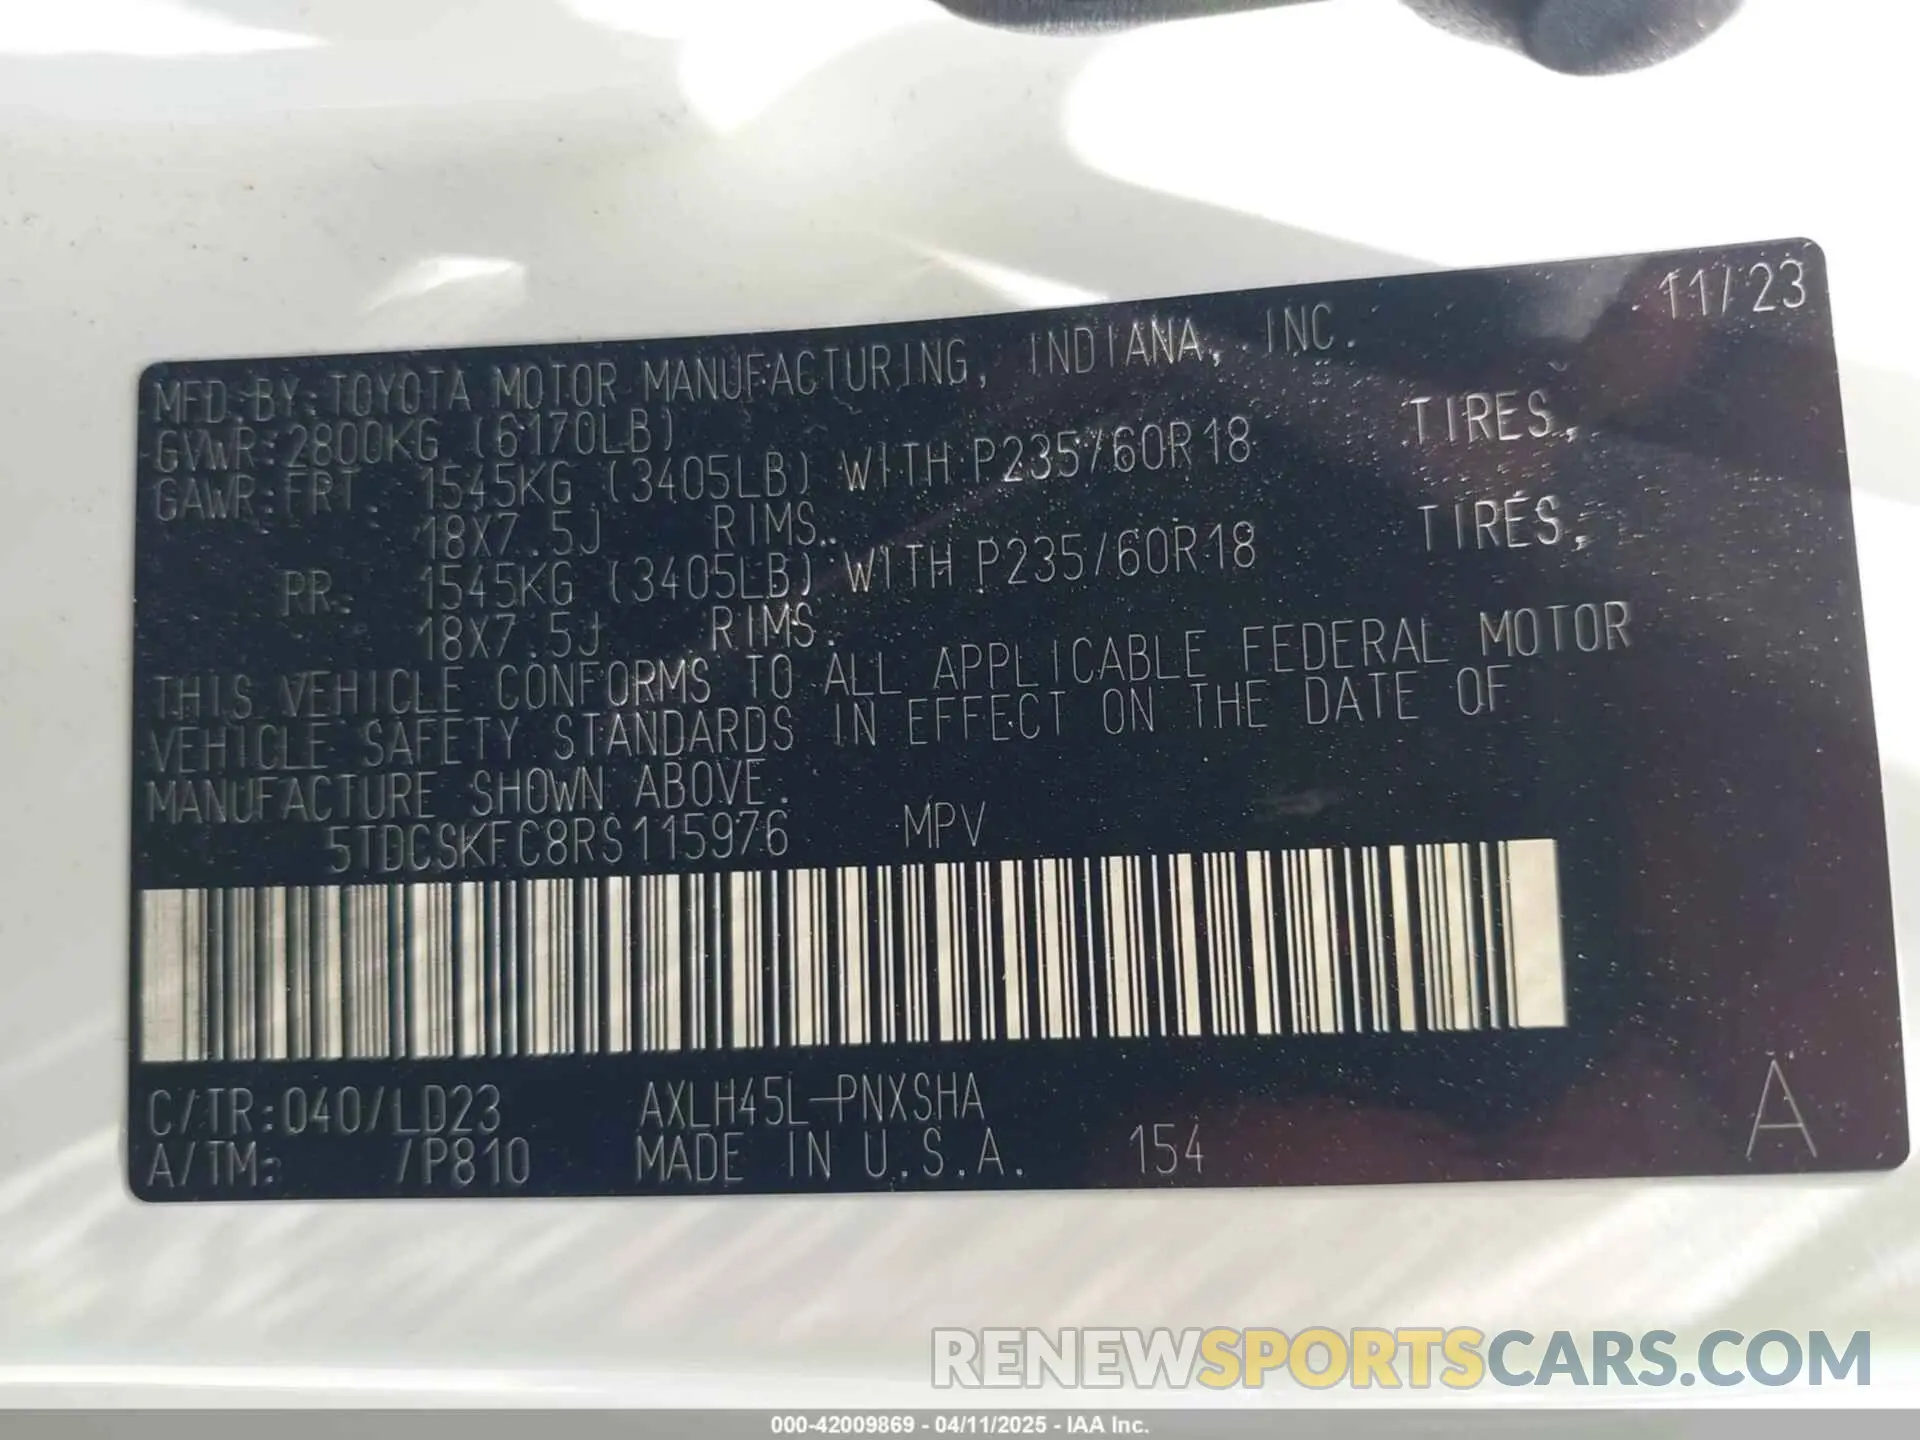 11/23
MFD BY:TOYOTA MOTOR MANUFACTURING, INDIANA, INC.
GVWR:2800KG (6170LB)
GAWR:FRT. 1545KG (3405LB) WITH P235/60R18 TIRES,
18X7.5J RIMS.
RR. 1545KG (3405LB) WITH P235/60R18 TIRES,
18X7.5J RIMS.
THIS VEHICLE CONFORMS TO ALL APPLICABLE FEDERAL MOTOR
VEHICLE SAFETY STANDARDS IN EFFECT ON THE DATE OF
MANUFACTURE SHOWN ABOVE.
5TDCSKFC8RS115976 MPV
C/TR:040/LD23 AXLH45L-PNXSHA
A/TM: /P810 MADE IN U.S.A. 154 A
RENEWSPORTSCARS.COM
000-42009869 - 04/11/2025 - IAA Inc.